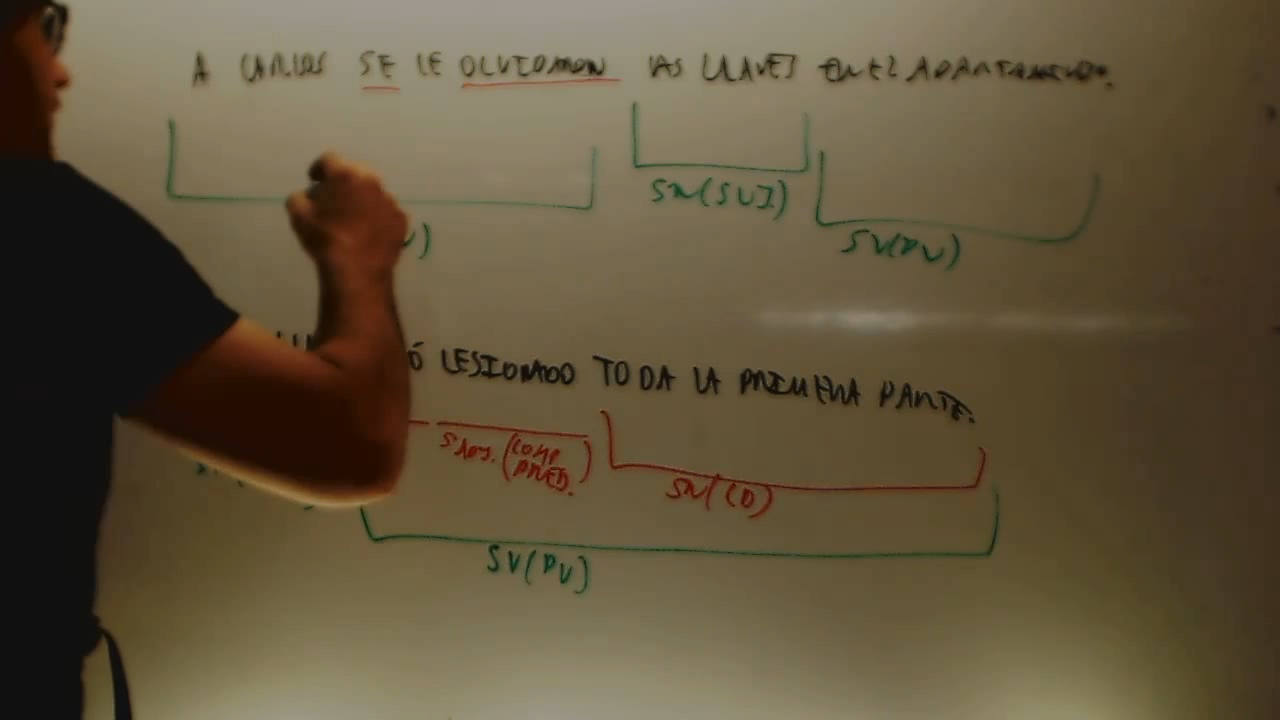 A CARLOS SE LE OLVIDARON LAS LLAVES EN EL APARTAMENTO.
SN(SUJ)
SV(PV)
Ó LESIONADO TODA LA PRIMERA PARTE.
S ADJ. (COMP PRED.)
SN(CD)
SV(PV)